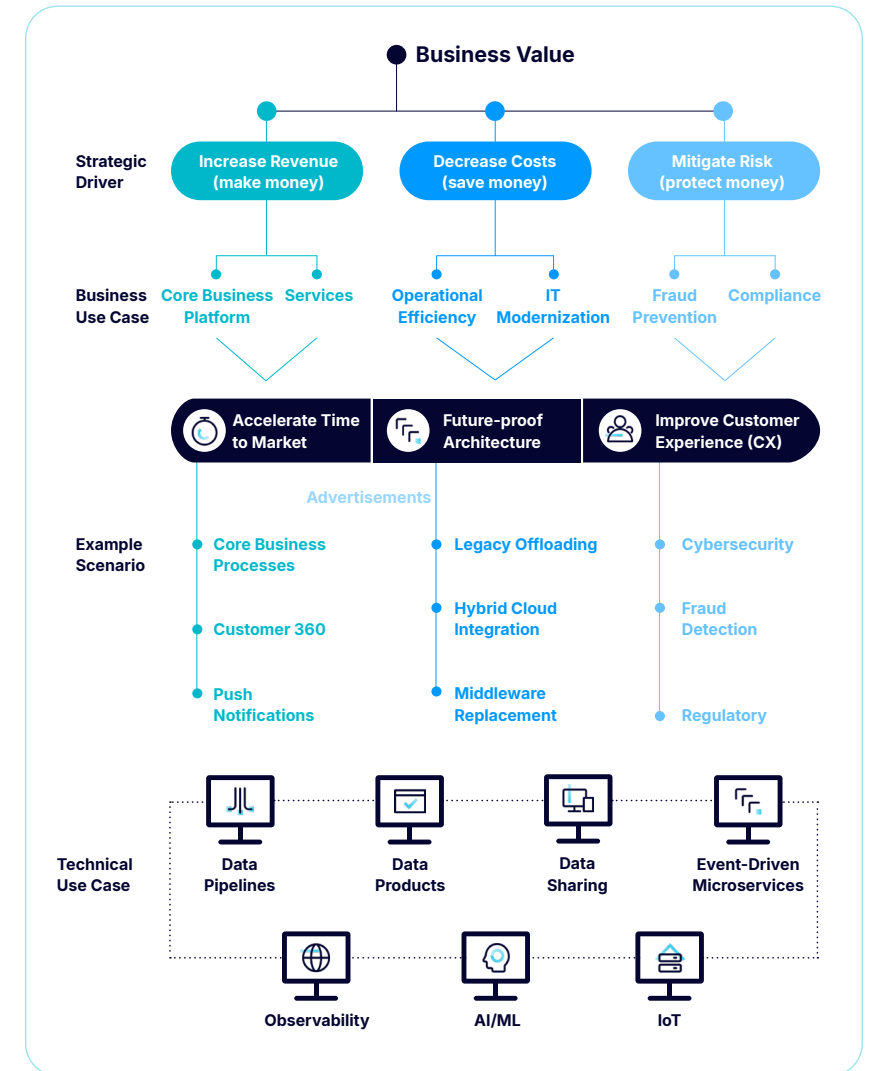 Business Value
Strategic
Driver
Increase Revenue
(make money)
Decrease Costs
(save money)
Mitigate Risk
(protect money)
Business
Use Case
Core Business
Platform
Services
Operational
Efficiency
IT
Modernization
Fraud
Prevention
Compliance
Accelerate Time
to Market
Future-proof
Architecture
Improve Customer
Experience (CX)
Advertisements
Example
Scenario
Core Business
Processes
Customer 360
Push
Notifications
Legacy Offloading
Hybrid Cloud
Integration
Middleware
Replacement
Cybersecurity
Fraud
Detection
Regulatory
Technical
Use Case
Data
Pipelines
Data
Products
Data
Sharing
Event-Driven
Microservices
Observability
AI/ML
IoT